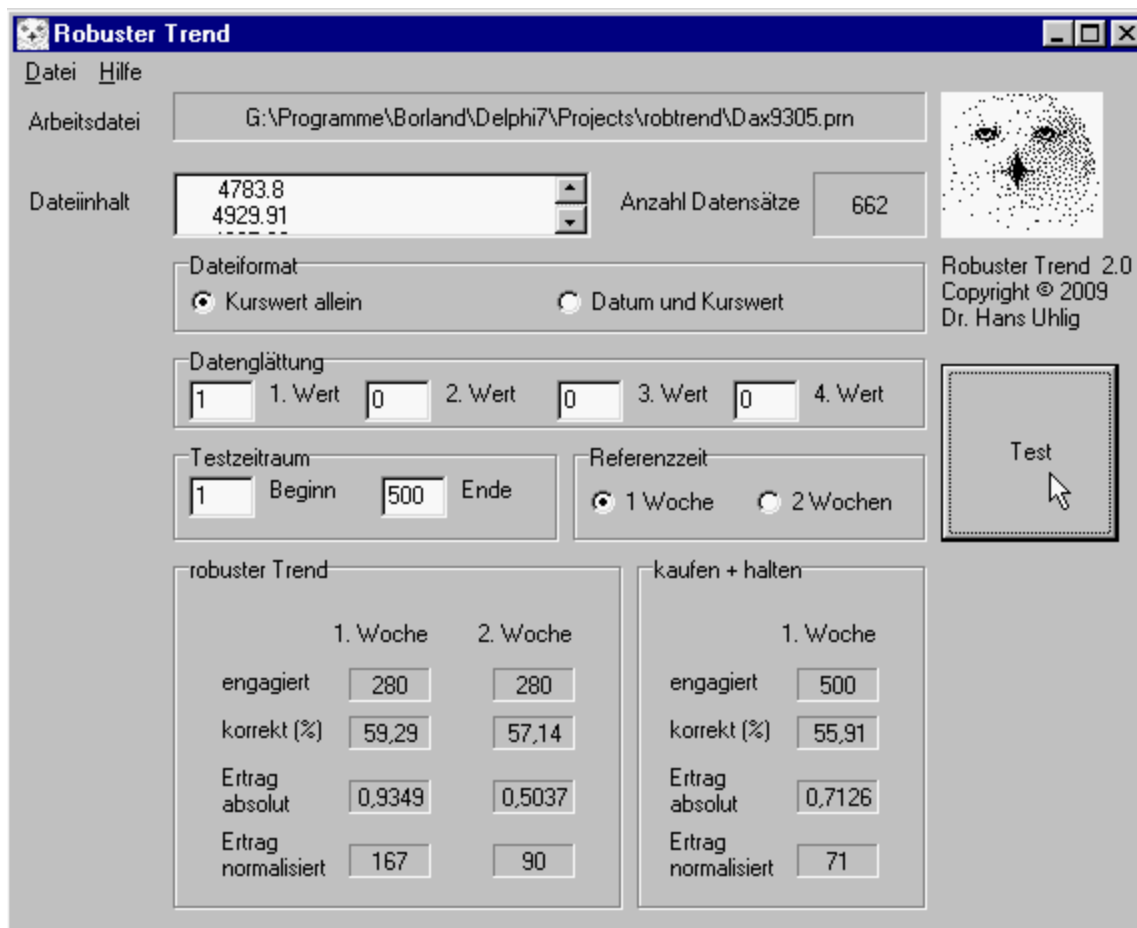 Robuster Trend
Datei Hilfe
Arbeitsdatei G:\Programme\Borland\Delphi7\Projects\robtrend\Dax9305.prn
Dateiinhalt 4783.8
4929.91
Anzahl Datensätze 662
Robuster Trend 2.0
Copyright © 2009
Dr. Hans Uhlig
Dateiformat
Kurswert allein Datum und Kurswert
Datenglättung
1 1. Wert 0 2. Wert 0 3. Wert 0 4. Wert
Testzeitraum
1 Beginn 500 Ende
Referenzzeit
1 Woche 2 Wochen
Test
robuster Trend
1. Woche 2. Woche
engagiert 280 280
korrekt (%) 59,29 57,14
Ertrag
absolut 0,9349 0,5037
Ertrag
normalisiert 167 90
kaufen + halten
1. Woche
engagiert 500
korrekt (%) 55,91
Ertrag
absolut 0,7126
Ertrag
normalisiert 71